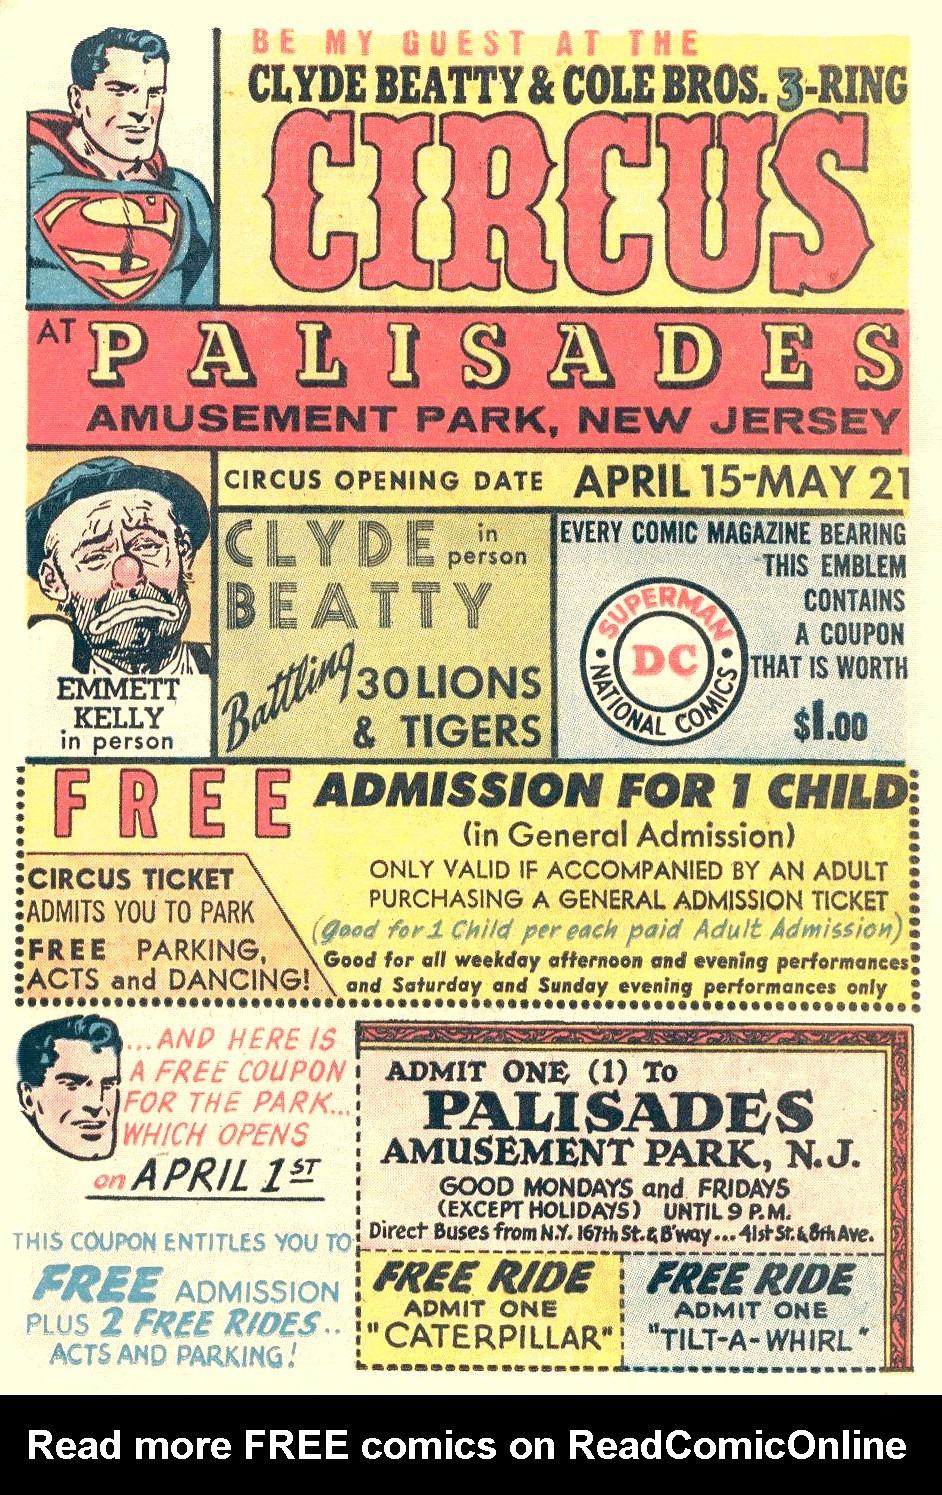 BE MY GUEST AT THE
CLYDE BEATTY & COLE BROS. 3-RING
CIRCUS
AT PALISADES
AMUSEMENT PARK, NEW JERSEY
CIRCUS OPENING DATE APRIL 15-MAY 21
EMMETT
KELLY
in person
CLYDE in person
BEATTY
Battling 30 LIONS
& TIGERS
EVERY COMIC MAGAZINE BEARING
THIS EMBLEM
CONTAINS
A COUPON
THAT IS WORTH
$1.00
SUPERMAN
DC
NATIONAL COMICS
FREE ADMISSION FOR 1 CHILD
(in General Admission)
ONLY VALID IF ACCOMPANIED BY AN ADULT
PURCHASING A GENERAL ADMISSION TICKET
(Good for 1 Child per each paid Adult Admission)
Good for all weekday afternoon and evening performances
and Saturday and Sunday evening performances only
CIRCUS TICKET
ADMITS YOU TO PARK
FREE PARKING,
ACTS and DANCING!
...AND HERE IS
A FREE COUPON
FOR THE PARK...
WHICH OPENS
on APRIL 1ST
THIS COUPON ENTITLES YOU TO
FREE ADMISSION
PLUS 2 FREE RIDES..
ACTS AND PARKING!
ADMIT ONE (1) TO
PALISADES
AMUSEMENT PARK, N.J.
GOOD MONDAYS and FRIDAYS
(EXCEPT HOLIDAYS) UNTIL 9 P.M.
Direct Buses from N.Y. 167th St. & B'way... 41st St. & 8th Ave.
FREE RIDE
ADMIT ONE
"CATERPILLAR"
FREE RIDE
ADMIT ONE
"TILT-A-WHIRL"
Read more FREE comics on ReadComicOnline